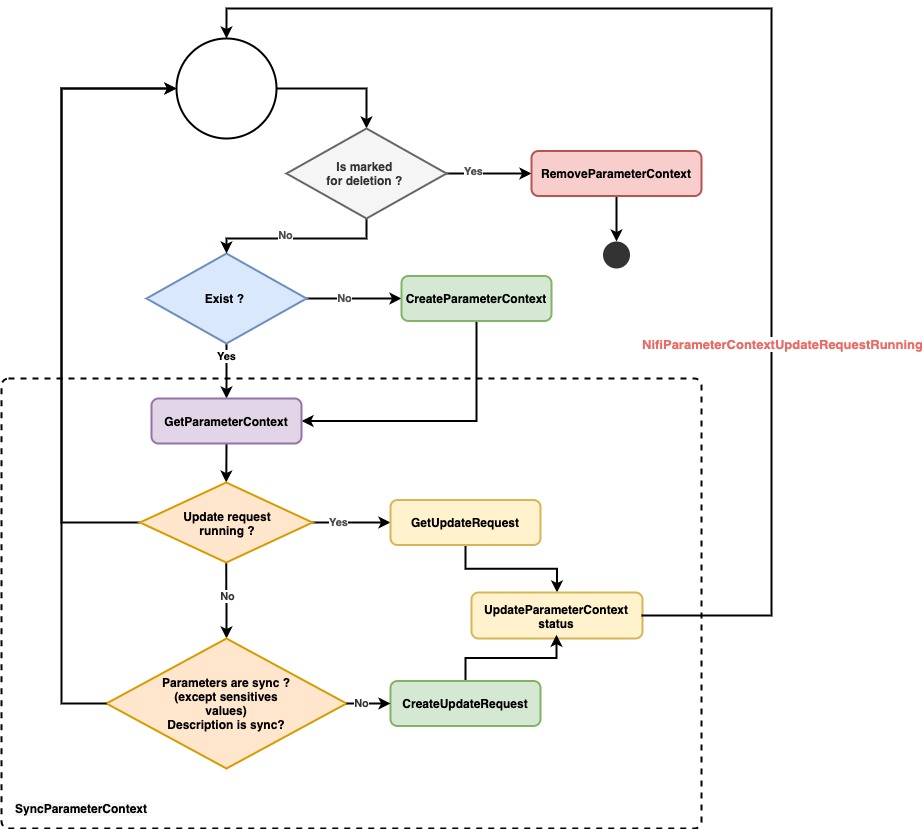 Is marked
for deletion ?
Yes
RemoveParameterContext
No
Exist ?
No
CreateParameterContext
NifiParameterContextUpdateRequestRunning
Yes
GetParameterContext
Update request
running ?
Yes
GetUpdateRequest
No
UpdateParameterContext
status
Parameters are sync ?
(except sensitives
values)
Description is sync?
No
CreateUpdateRequest
SyncParameterContext